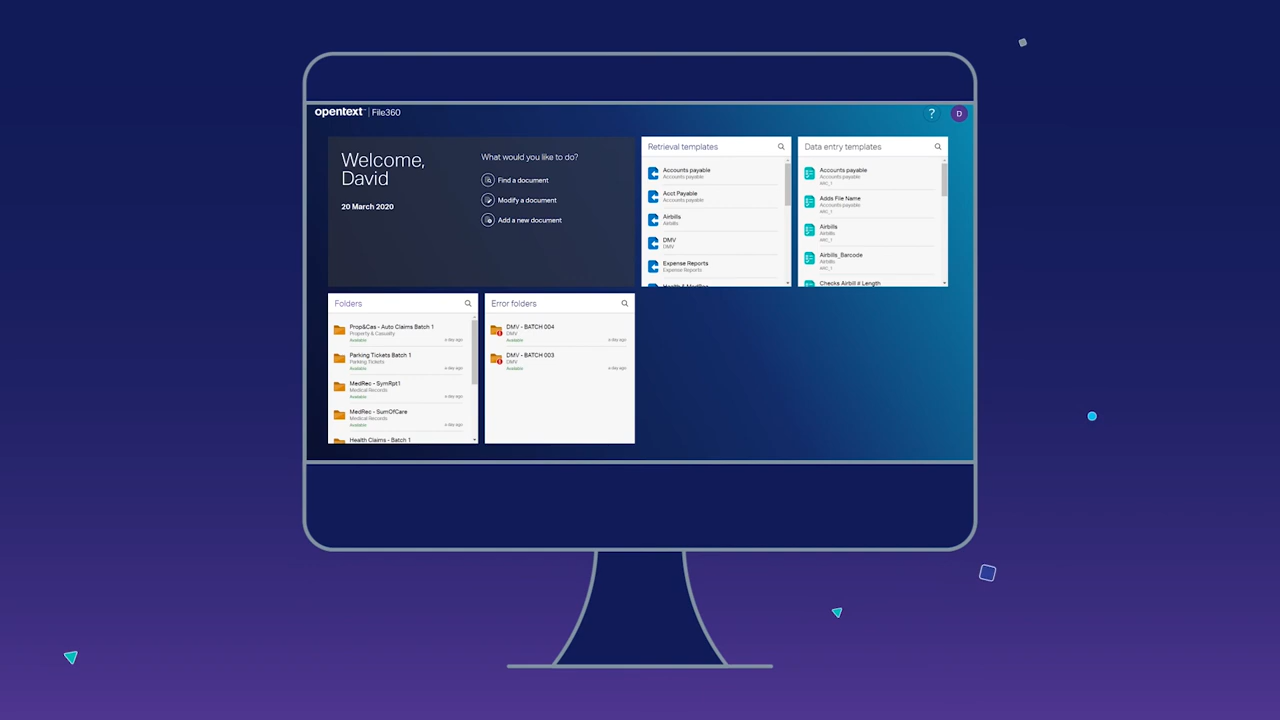 opentext™ | File360
?
D
Welcome,
David
20 March 2020
What would you like to do?
Find a document
Modify a document
Add a new document
Retrieval templates
Accounts payable
Accounts payable
Acct Payable
Accounts payable
Airbills
Airbills
DMV
DMV
Expense Reports
Expense Reports
Data entry templates
Accounts payable
Accounts payable
ARC_1
Adds File Name
Accounts payable
ARC_1
Airbills
Airbills
ARC_1
Airbills_Barcode
Airbills
ARC_1
Checks Airbill # Length
Folders
Prop&Cas - Auto Claims Batch 1
Property & Casualty
Available a day ago
Parking Tickets Batch 1
Parking Tickets
Available a day ago
MedRec - SymRpt1
Medical Records
Available a day ago
MedRec - SumOfCare
Medical Records
Available a day ago
Health Claims - Batch 1
Error folders
DMV - BATCH 004
DMV
Available a day ago
DMV - BATCH 003
DMV
Available a day ago